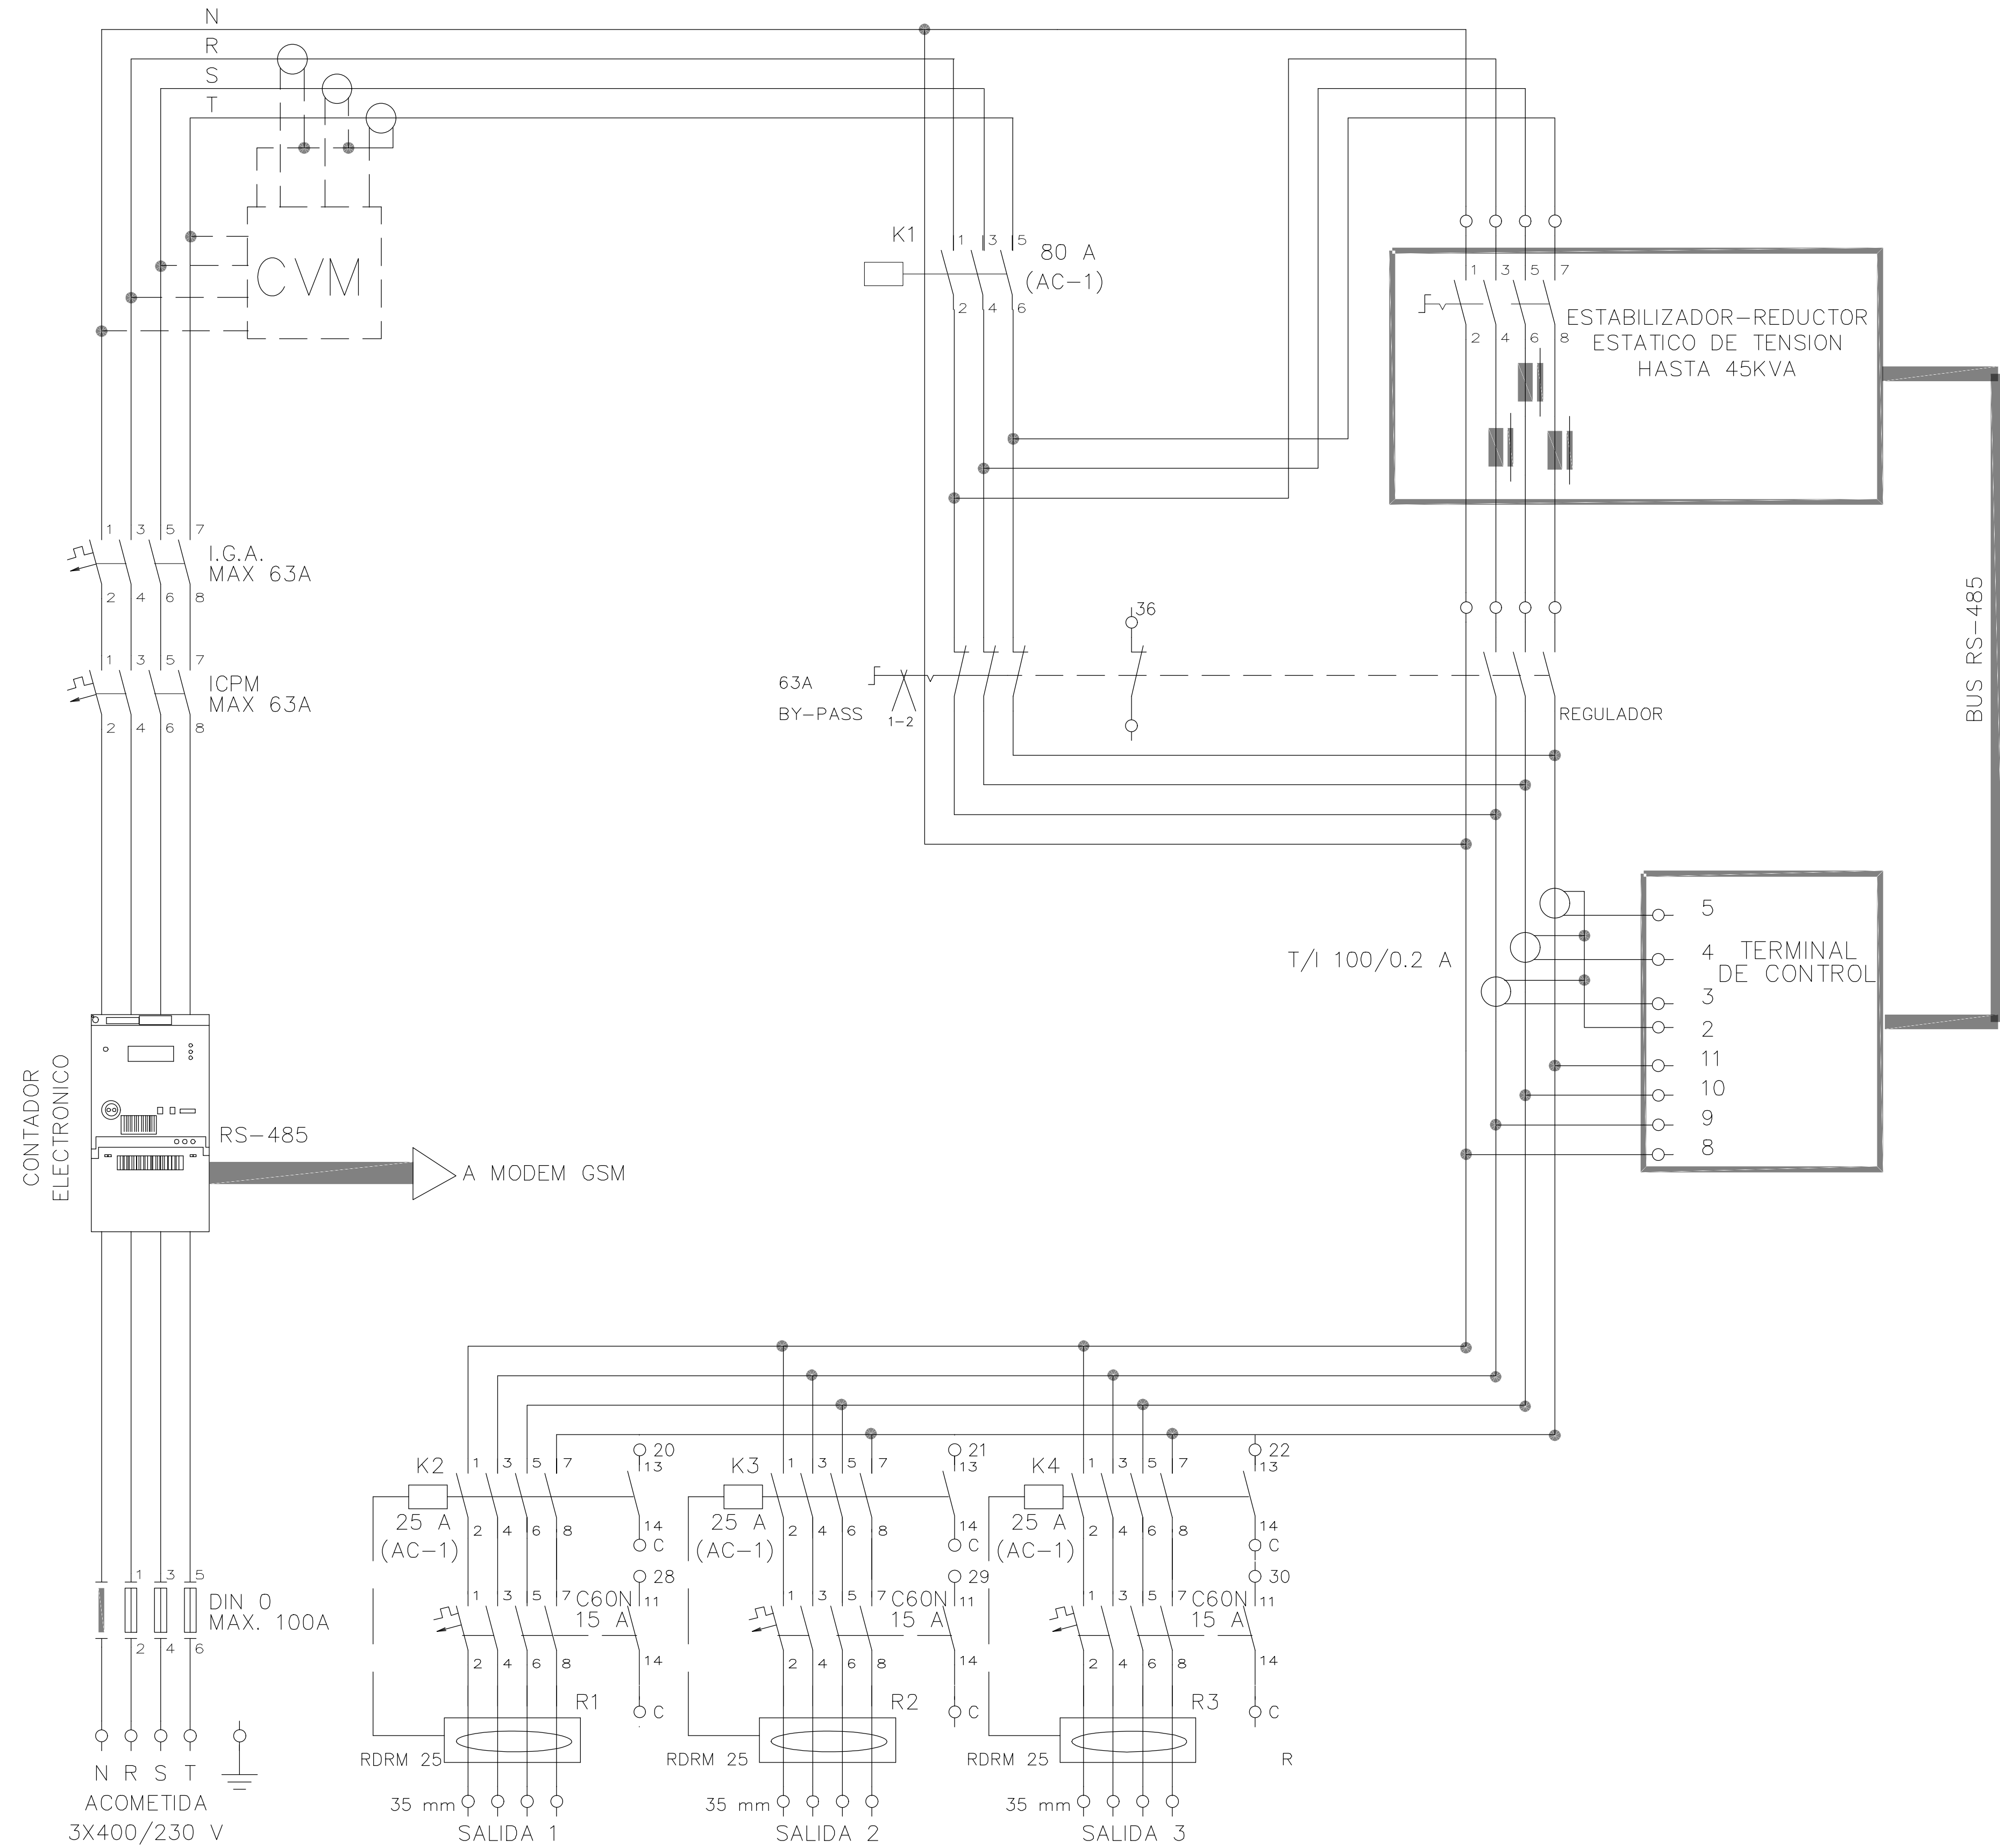 N
R
S
T
CVM
K1
1 3 5
80 A
(AC-1)
2 4 6
1 3 5 7
2 4 6 8
ESTABILIZADOR-REDUCTOR
ESTATICO DE TENSION
HASTA 45KVA
BUS RS-485
1 3 5 7
I.G.A.
MAX 63A
2 4 6 8
1 3 5 7
ICPM
MAX 63A
2 4 6 8
36
63A
BY-PASS
1-2
REGULADOR
T/I 100/0.2 A
5
4
3
2
11
10
9
8
TERMINAL
DE CONTROL
CONTADOR
ELECTRONICO
RS-485
A MODEM GSM
K2
1 3 5 7
20
13
25 A
(AC-1)
2 4 6 8
14
C
28
1 3 5 7
C60N
15 A
11
2 4 6 8
14
C
R1
RDRM 25
35 mm
SALIDA 1
K3
1 3 5 7
21
13
25 A
(AC-1)
2 4 6 8
14
C
29
1 3 5 7
C60N
15 A
11
2 4 6 8
14
C
R2
RDRM 25
35 mm
SALIDA 2
K4
1 3 5 7
22
13
25 A
(AC-1)
2 4 6 8
14
C
30
1 3 5 7
C60N
15 A
11
2 4 6 8
14
C
R3
RDRM 25
R
35 mm
SALIDA 3
1 3 5
DIN 0
MAX. 100A
2 4 6
N R S T
ACOMETIDA
3X400/230 V